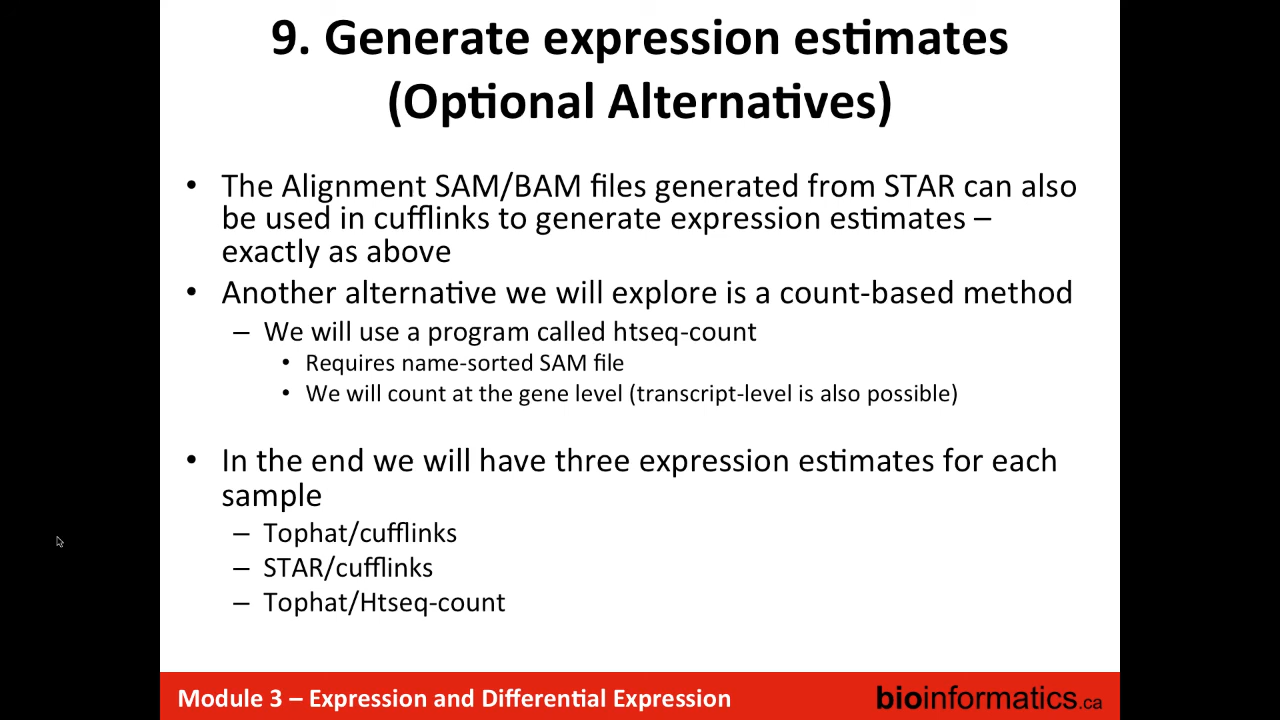 9. Generate expression estimates
(Optional Alternatives)
• The Alignment SAM/BAM files generated from STAR can also
be used in cufflinks to generate expression estimates –
exactly as above
• Another alternative we will explore is a count-based method
– We will use a program called htseq-count
• Requires name-sorted SAM file
• We will count at the gene level (transcript-level is also possible)
• In the end we will have three expression estimates for each
sample
– Tophat/cufflinks
– STAR/cufflinks
– Tophat/Htseq-count
Module 3 – Expression and Differential Expression
bioinformatics.ca